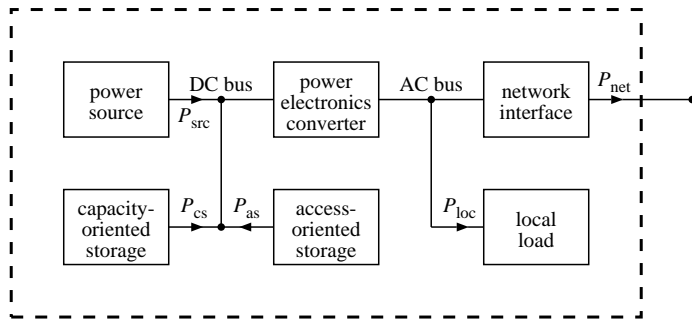 power
source
P_src
DC bus
power
electronics
converter
AC bus
network
interface
P_net
capacity-
oriented
storage
P_cs
P_as
access-
oriented
storage
P_loc
local
load